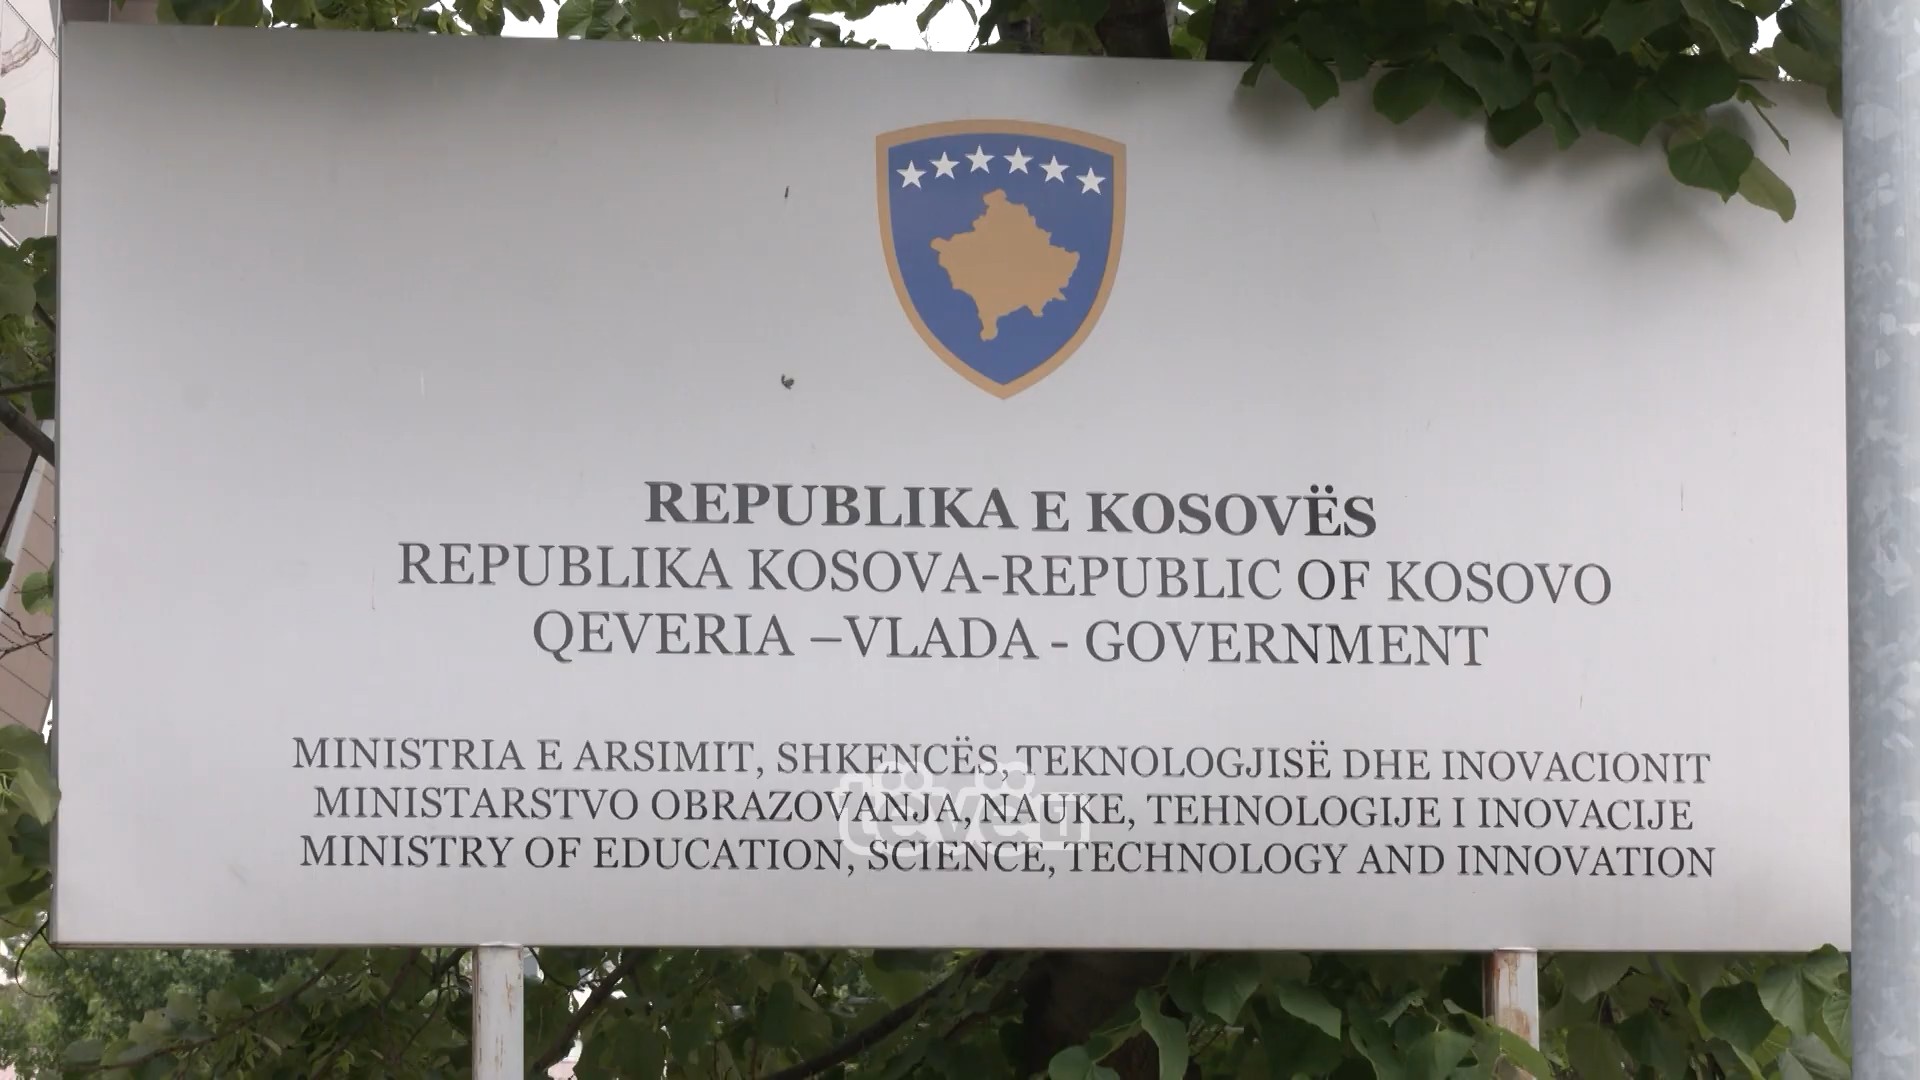 REPUBLIKA E KOSOVËS
REPUBLIKA KOSOVA-REPUBLIC OF KOSOVO
QEVERIA –VLADA - GOVERNMENT
MINISTRIA E ARSIMIT, SHKENCËS, TEKNOLOGJISË DHE INOVACIONIT
MINISTARSTVO OBRAZOVANJA, NAUKE, TEHNOLOGIJE I INOVACIJE
tëvë1
MINISTRY OF EDUCATION, SCIENCE, TECHNOLOGY AND INNOVATION